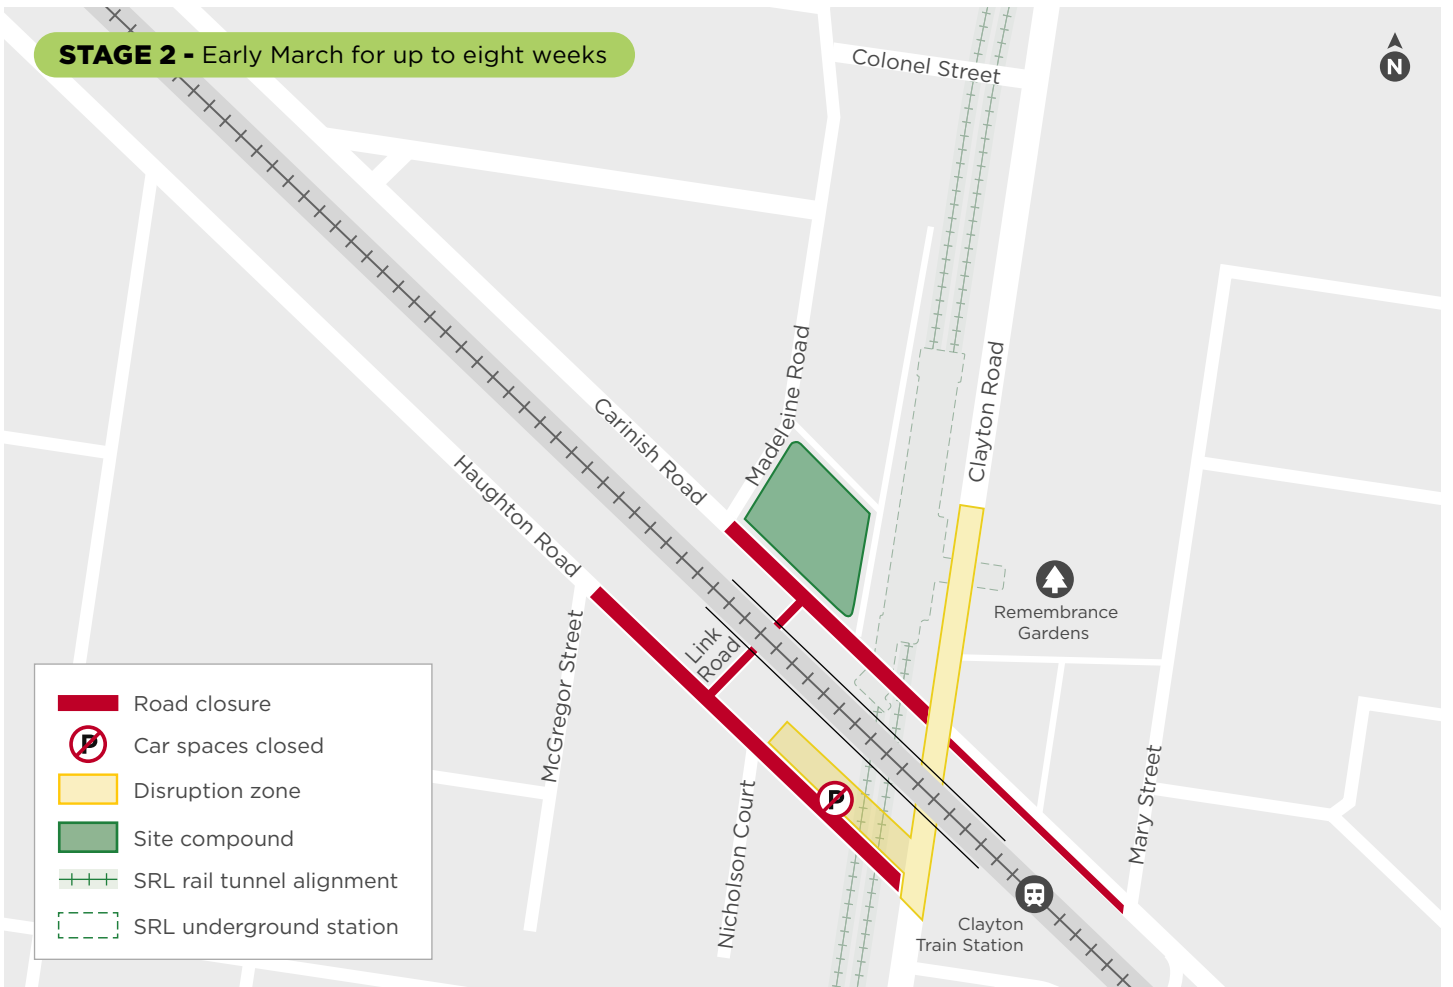 STAGE 2 - Early March for up to eight weeks
N
Colonel Street
Madeleine Road
Clayton Road
Carinish Road
Haughton Road
Remembrance
Gardens
Link
Road
McGregor Street
Nicholson Court
Mary Street
P
Clayton
Train Station
Road closure
P
Car spaces closed
Disruption zone
Site compound
SRL rail tunnel alignment
SRL underground station